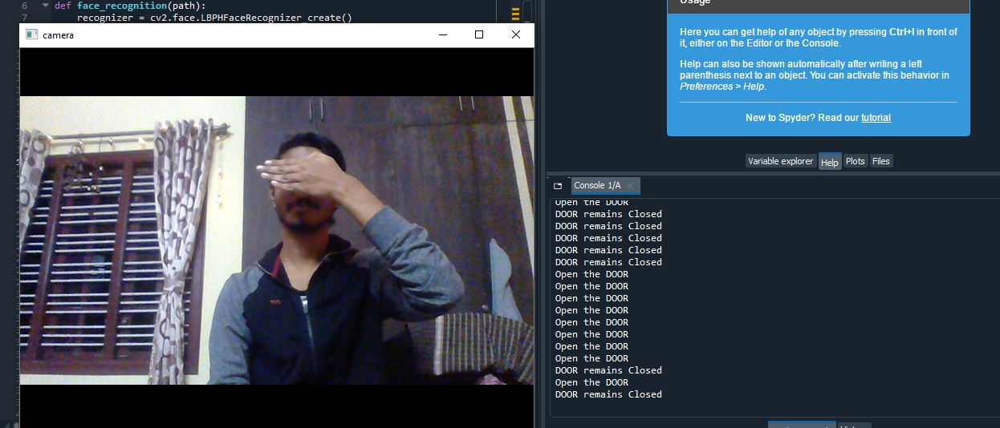 6 def face_recognition(path):
7 recognizer = cv2.face.LBPHFaceRecognizer_create()
camera
Usage
Here you can get help of any object by pressing Ctrl+I in front of
it, either on the Editor or the Console.
Help can also be shown automatically after writing a left
parenthesis next to an object. You can activate this behavior in
Preferences > Help.
New to Spyder? Read our tutorial
Variable explorer Help Plots Files
Console 1/A
Open the DOOR
DOOR remains Closed
DOOR remains Closed
DOOR remains Closed
DOOR remains Closed
DOOR remains Closed
Open the DOOR
Open the DOOR
Open the DOOR
Open the DOOR
Open the DOOR
Open the DOOR
Open the DOOR
Open the DOOR
DOOR remains Closed
Open the DOOR
DOOR remains Closed